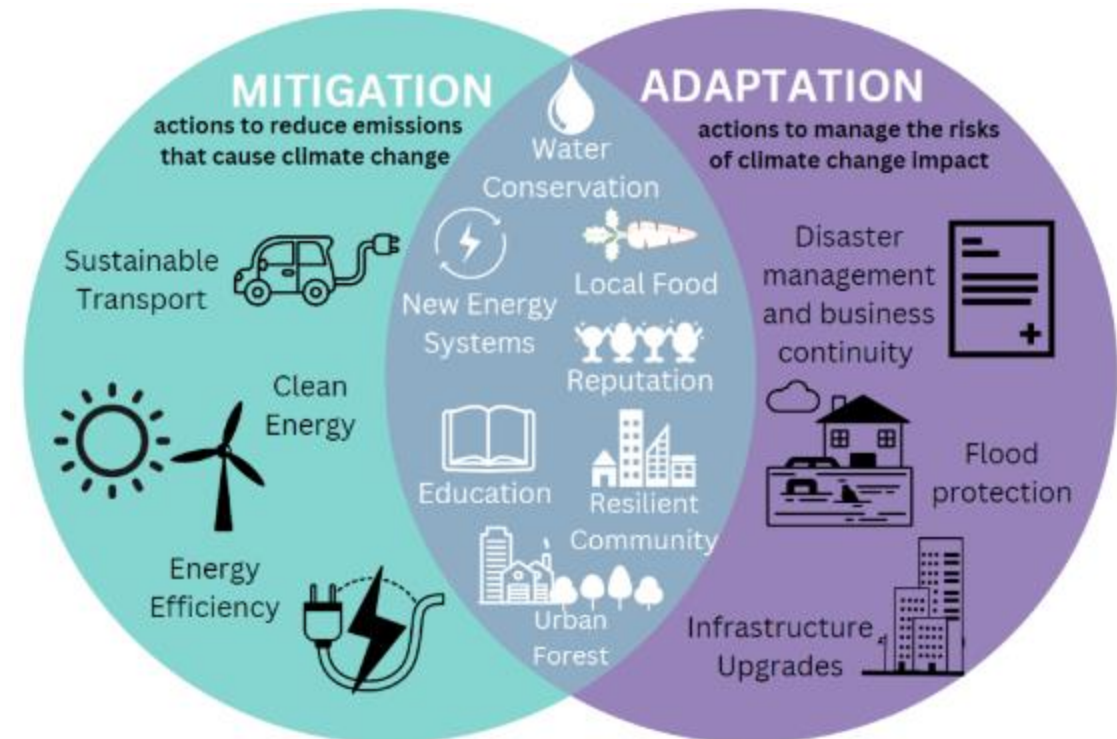 MITIGATION
actions to reduce emissions
that cause climate change
Sustainable
Transport
Clean
Energy
Energy
Efficiency
Water
Conservation
New Energy
Systems
Local Food
Reputation
Education
Resilient
Community
Urban
Forest
ADAPTATION
actions to manage the risks
of climate change impact
Disaster
management
and business
continuity
Flood
protection
Infrastructure
Upgrades